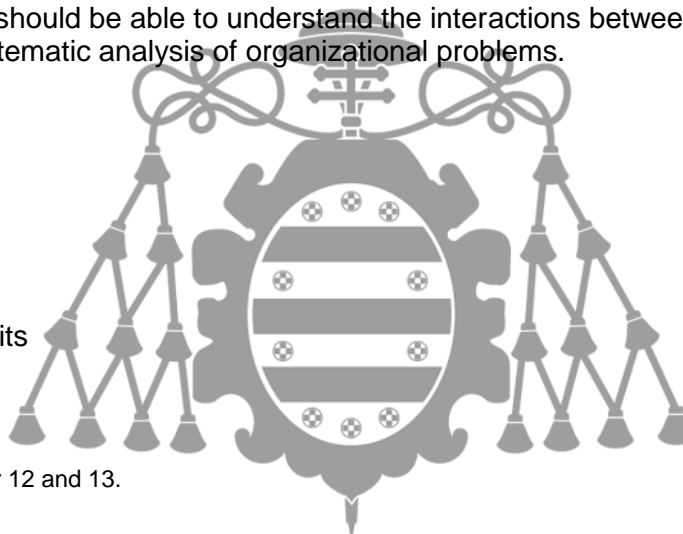 should be able to understand the interactions betwee
tematic analysis of organizational problems.
its
12 and 13.